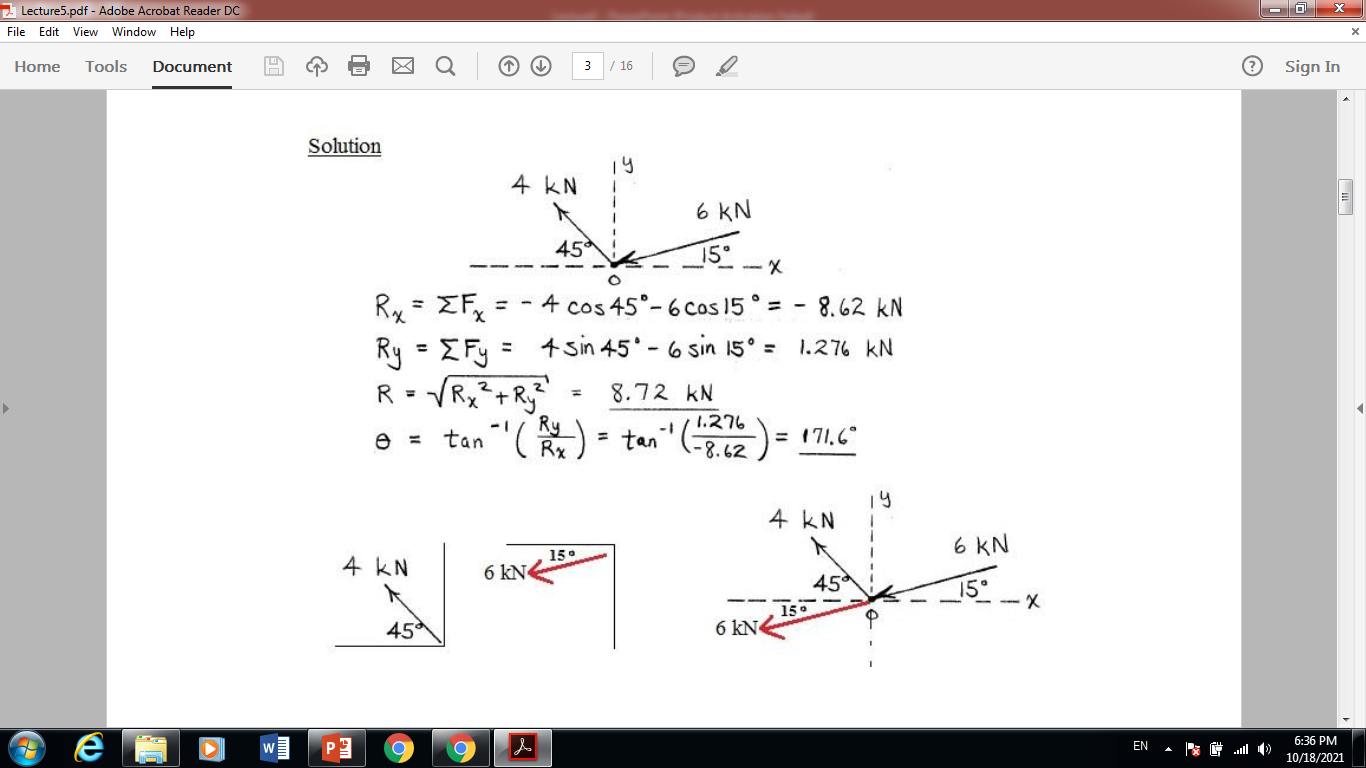 Lecture5.pdf - Adobe Acrobat Reader DC
File Edit View Window Help
Home Tools Document 3 / 16 Sign In
Solution
y
4 kN
6 kN
45° 15° x
O
Rx = ΣFx = - 4 cos 45° - 6 cos 15° = - 8.62 kN
Ry = ΣFy = 4 sin 45° - 6 sin 15° = 1.276 kN
R = √(Rx² + Ry²) = 8.72 kN
θ = tan⁻¹ (Ry/Rx) = tan⁻¹ (1.276/-8.62) = 171.6°
4 kN
45°
15°
6 kN
y
4 kN
6 kN
45° 15° x
15° O
6 kN
EN
6:36 PM
10/18/2021